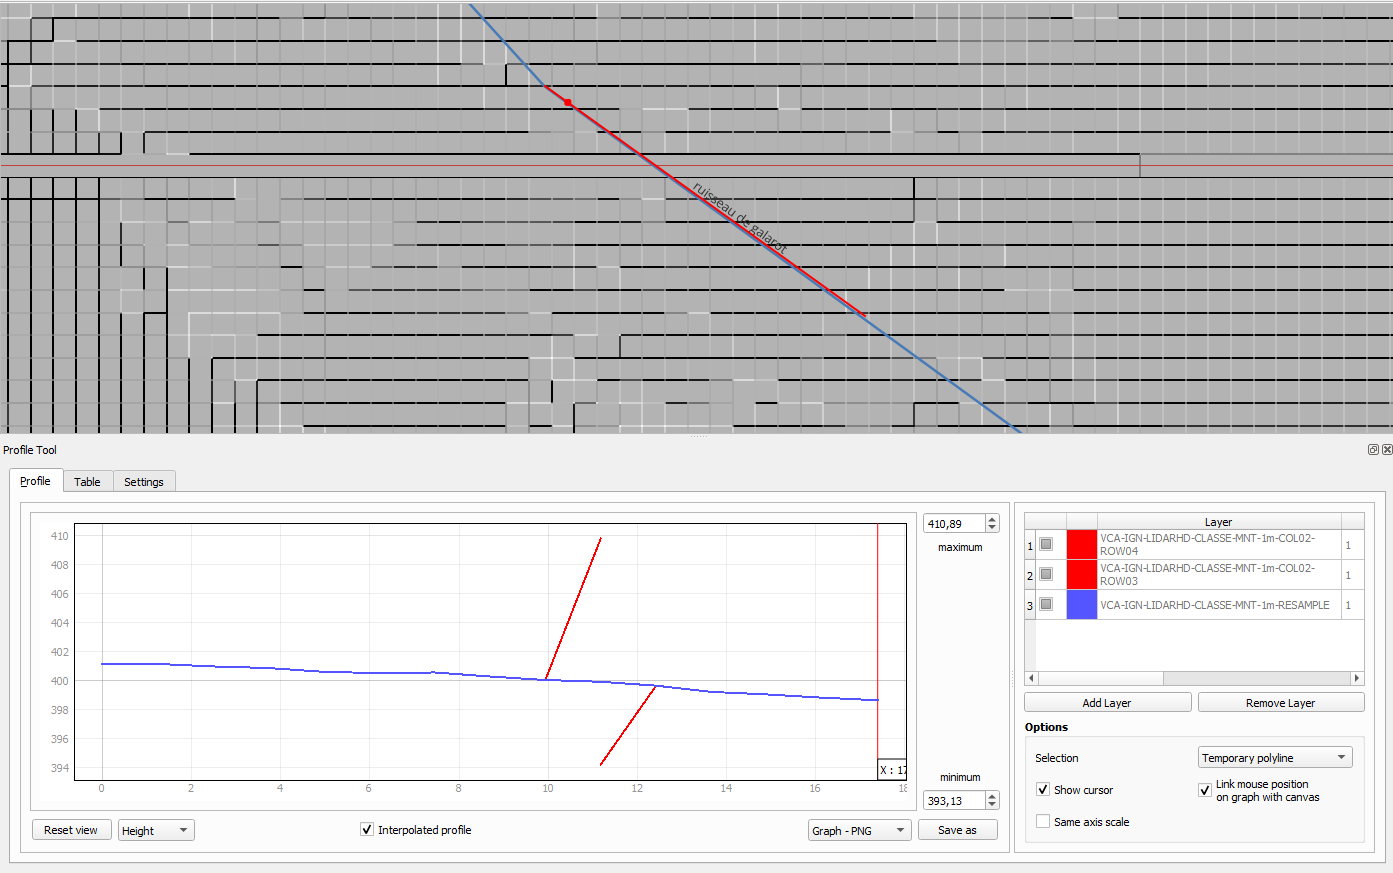 ruisseau de galarot
Profile Tool
Profile
Table
Settings
410
408
406
404
402
400
398
396
394
0
2
4
6
8
10
12
14
16
18
X : 17
410,89
maximum
minimum
393,13
Layer
1
VCA-IGN-LIDARHD-CLASSE-MNT-1m-COL02-
ROW04
1
2
VCA-IGN-LIDARHD-CLASSE-MNT-1m-COL02-
ROW03
1
3
VCA-IGN-LIDARHD-CLASSE-MNT-1m-RESAMPLE
1
Add Layer
Remove Layer
Options
Selection
Temporary polyline
Show cursor
Link mouse position
on graph with canvas
Same axis scale
Reset view
Height
Interpolated profile
Graph - PNG
Save as